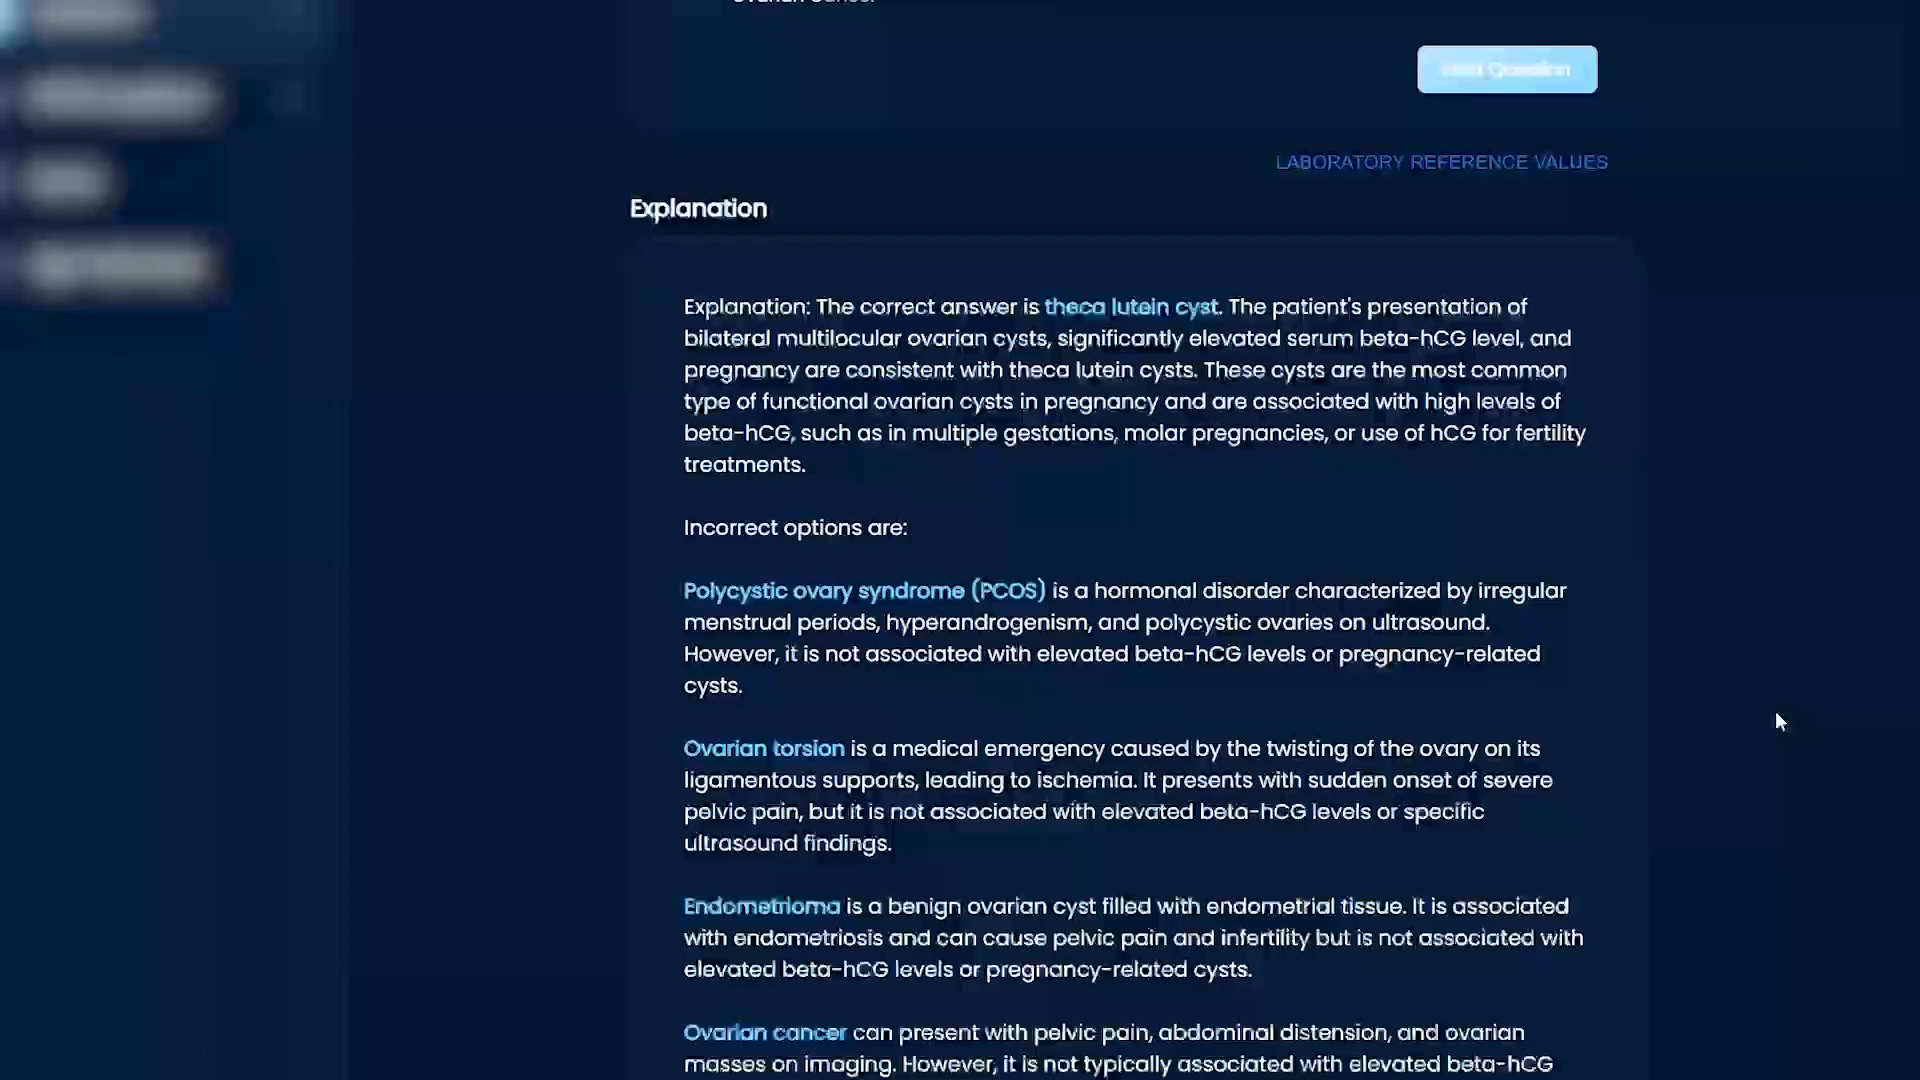 Question
LABORATORY REFERENCE VALUES
Explanation
Explanation: The correct answer is theca lutein cyst. The patient's presentation of
bilateral multilocular ovarian cysts, significantly elevated serum beta-hCG level, and
pregnancy are consistent with theca lutein cysts. These cysts are the most common
type of functional ovarian cysts in pregnancy and are associated with high levels of
beta-hCG, such as in multiple gestations, molar pregnancies, or use of hCG for fertility
treatments.
Incorrect options are:
Polycystic ovary syndrome (PCOS) is a hormonal disorder characterized by irregular
menstrual periods, hyperandrogenism, and polycystic ovaries on ultrasound.
However, it is not associated with elevated beta-hCG levels or pregnancy-related
cysts.
Ovarian torsion is a medical emergency caused by the twisting of the ovary on its
ligamentous supports, leading to ischemia. It presents with sudden onset of severe
pelvic pain, but it is not associated with elevated beta-hCG levels or specific
ultrasound findings.
Endometrioma is a benign ovarian cyst filled with endometrial tissue. It is associated
with endometriosis and can cause pelvic pain and infertility but is not associated with
elevated beta-hCG levels or pregnancy-related cysts.
Ovarian cancer can present with pelvic pain, abdominal distension, and ovarian
masses on imaging. However, it is not typically associated with elevated beta-hCG